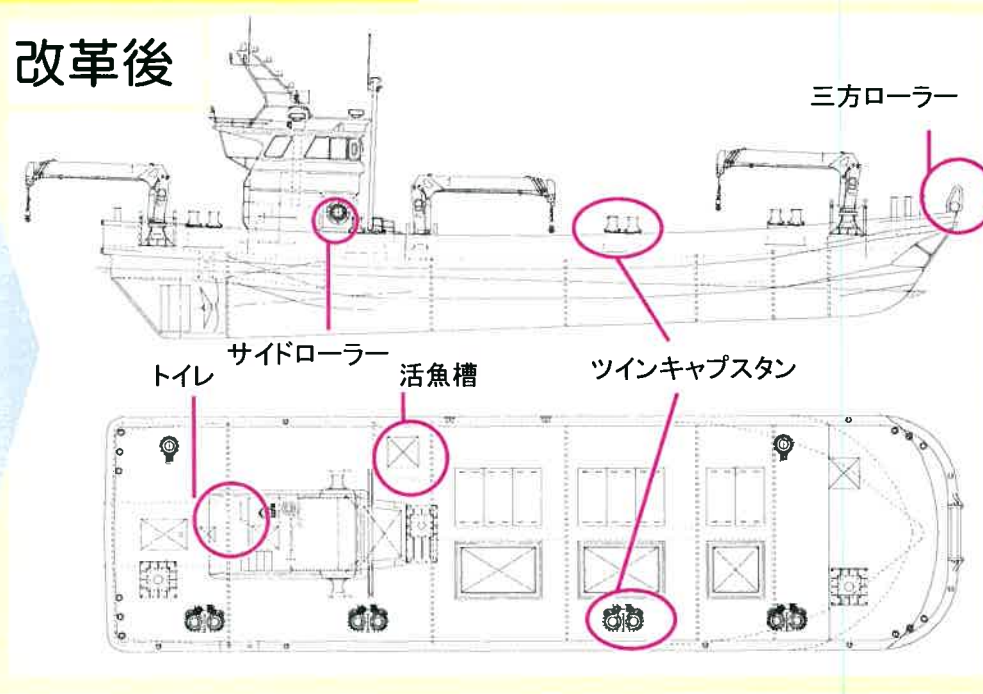 改革後
三方ローラー
サイドローラー
トイレ
活魚槽
ツインキャプスタン